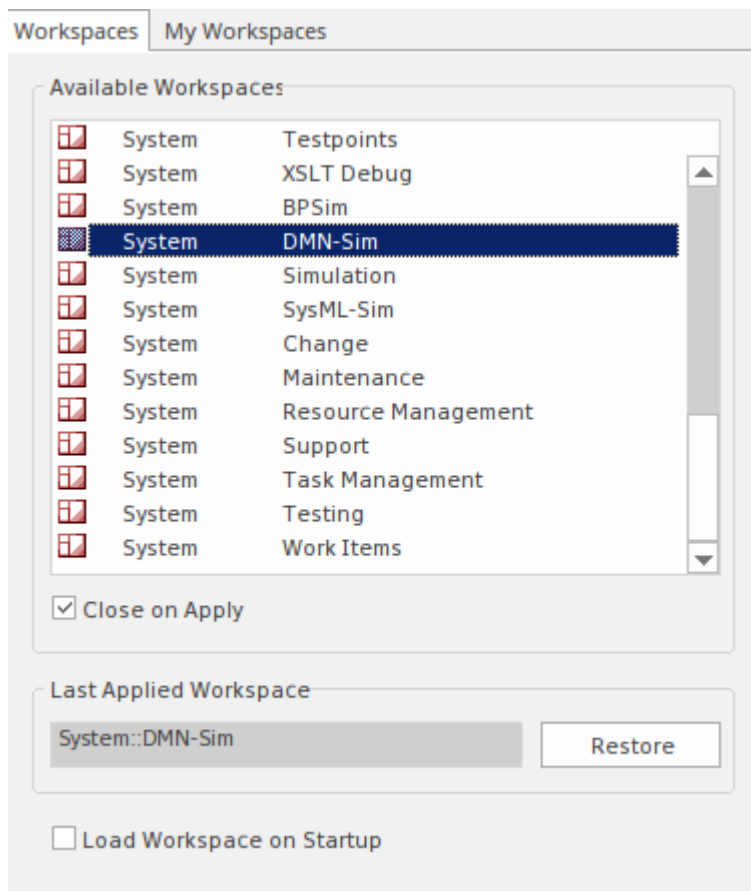 Workspaces My Workspaces
Available Workspaces
System Testpoints
System XSLT Debug
System BPSim
System DMN-Sim
System Simulation
System SysML-Sim
System Change
System Maintenance
System Resource Management
System Support
System Task Management
System Testing
System Work Items
Close on Apply
Last Applied Workspace
System::DMN-Sim Restore
Load Workspace on Startup